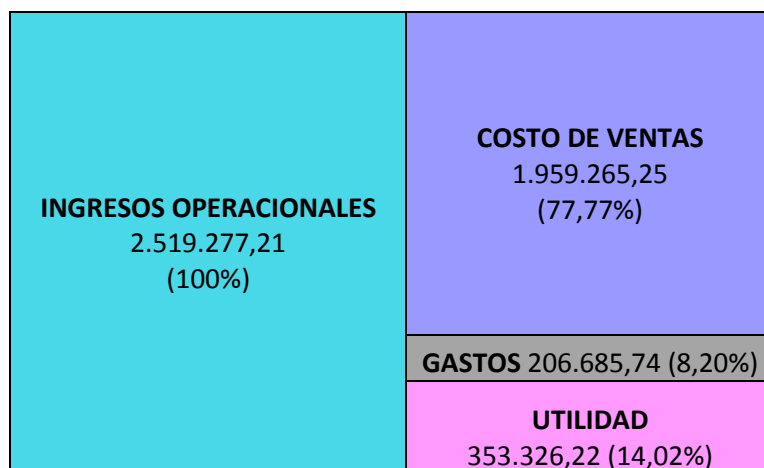 INGRESOS OPERACIONALES
2.519.277,21
(100%)
COSTO DE VENTAS
1.959.265,25
(77,77%)
GASTOS 206.685,74 (8,20%)
UTILIDAD
353.326,22 (14,02%)